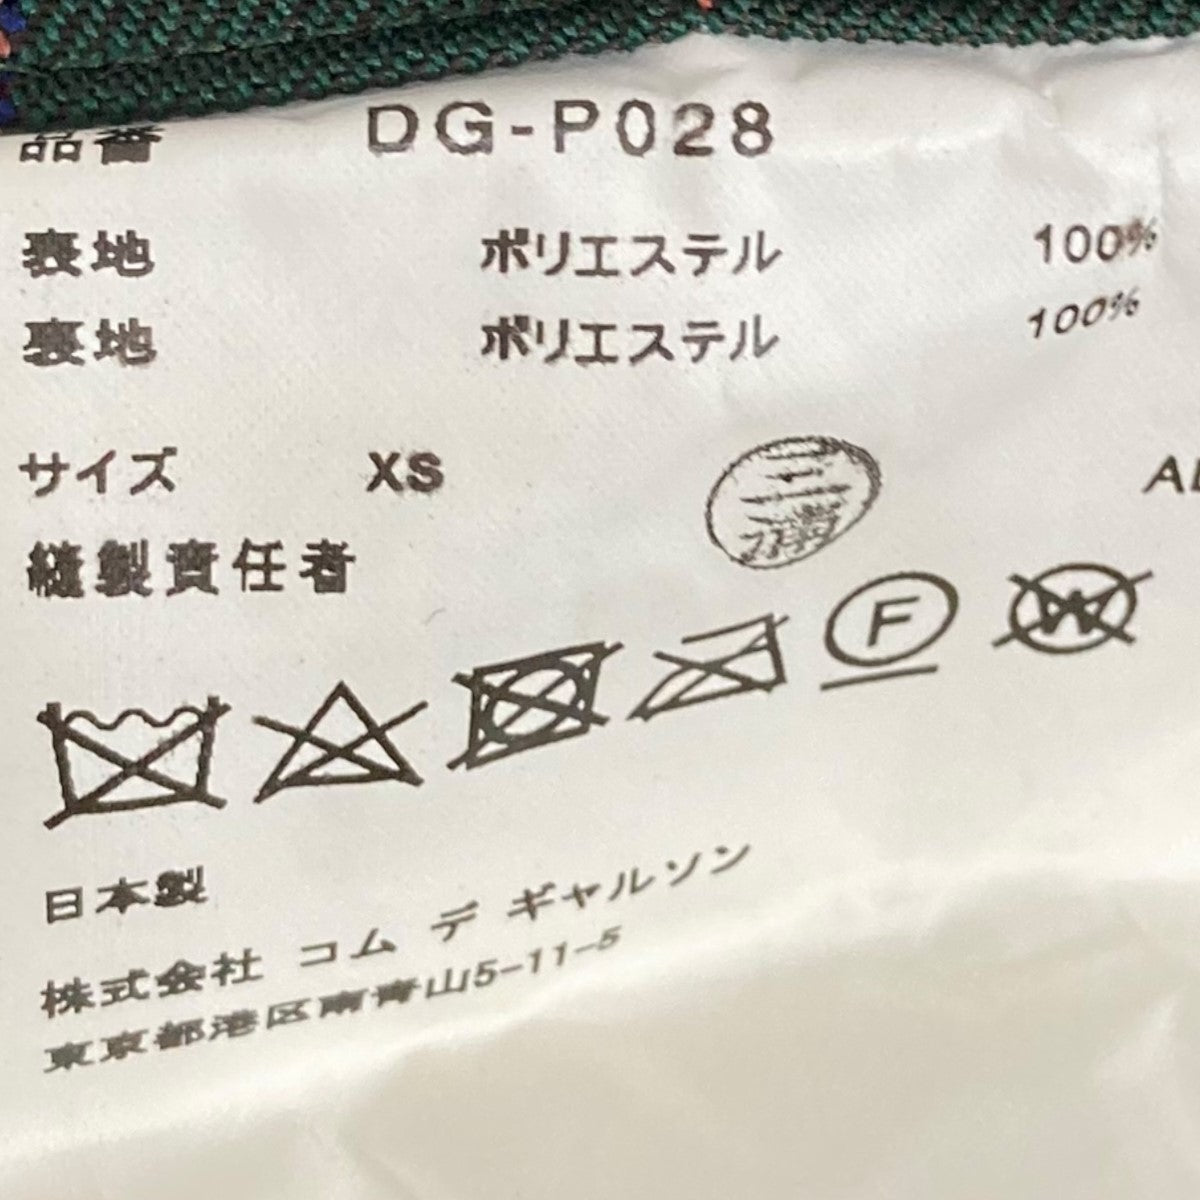 品番 DG-P028
表地 ポリエステル 100%
裏地 ポリエステル 100%
サイズ XS
縫製責任者
F
W
日本製
株式会社 コム デ ギャルソン
東京都港区南青山5-11-5